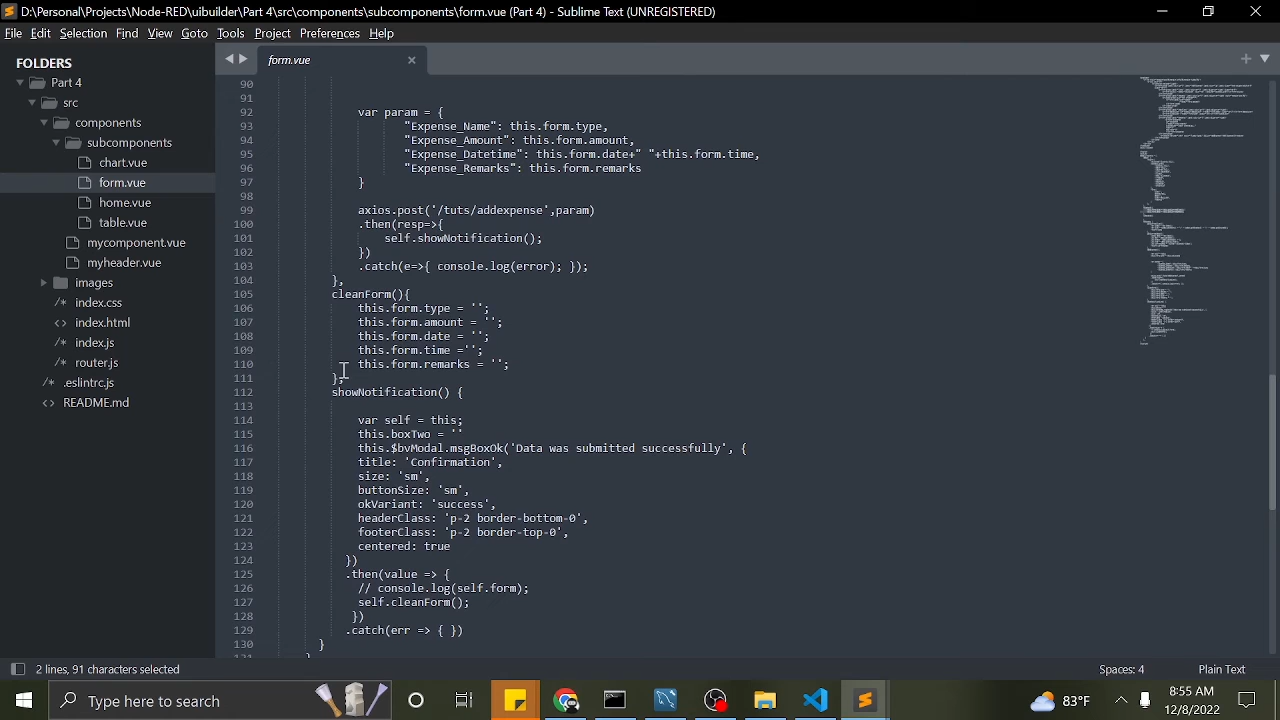 D:\Personal\Projects\Node-RED\uibuilder\Part 4\src\components\subcomponents\form.vue (Part 4) - Sublime Text (UNREGISTERED)
File Edit Selection Find View Goto Tools Project Preferences Help
FOLDERS
Part 4
src
components
subcomponents
chart.vue
form.vue
home.vue
table.vue
mycomponent.vue
myheader.vue
images
index.css
index.html
index.js
router.js
.eslintrc.js
README.md
form.vue
90
91
92 var param = {
93 "Expense Type": this.form.type,
94 "Expense Amount": this.form.amount,
95 "Expense Datetime": this.form.date+" "+this.form.time,
96 "Expense Remarks": this.form.remarks
97 }
98
99 axios.post('/thns/addexpense',param)
100 .then(resp=>{
101 self.showNotification()
102 })
103 .catch(e=>{ console.log(error) });
104 },
105 cleanForm(){
106 this.form.type = '';
107 this.form.amount = '';
108 this.form.date = '';
109 this.form.time ='';
110 this.form.remarks = '';
111 },
112 showNotification() {
113
114 var self = this;
115 this.boxTwo = ''
116 this.$bvModal.msgBoxOk('Data was submitted successfully', {
117 title: 'Confirmation',
118 size: 'sm',
119 buttonSize: 'sm',
120 okVariant: 'success',
121 headerClass: 'p-2 border-bottom-0',
122 footerClass: 'p-2 border-top-0',
123 centered: true
124 })
125 .then(value => {
126 // console.log(self.form);
127 self.cleanForm();
128 })
129 .catch(err => { })
130 }
2 lines, 91 characters selected
Spaces: 4
Plain Text
Type here to search
83°F
8:55 AM
12/8/2022